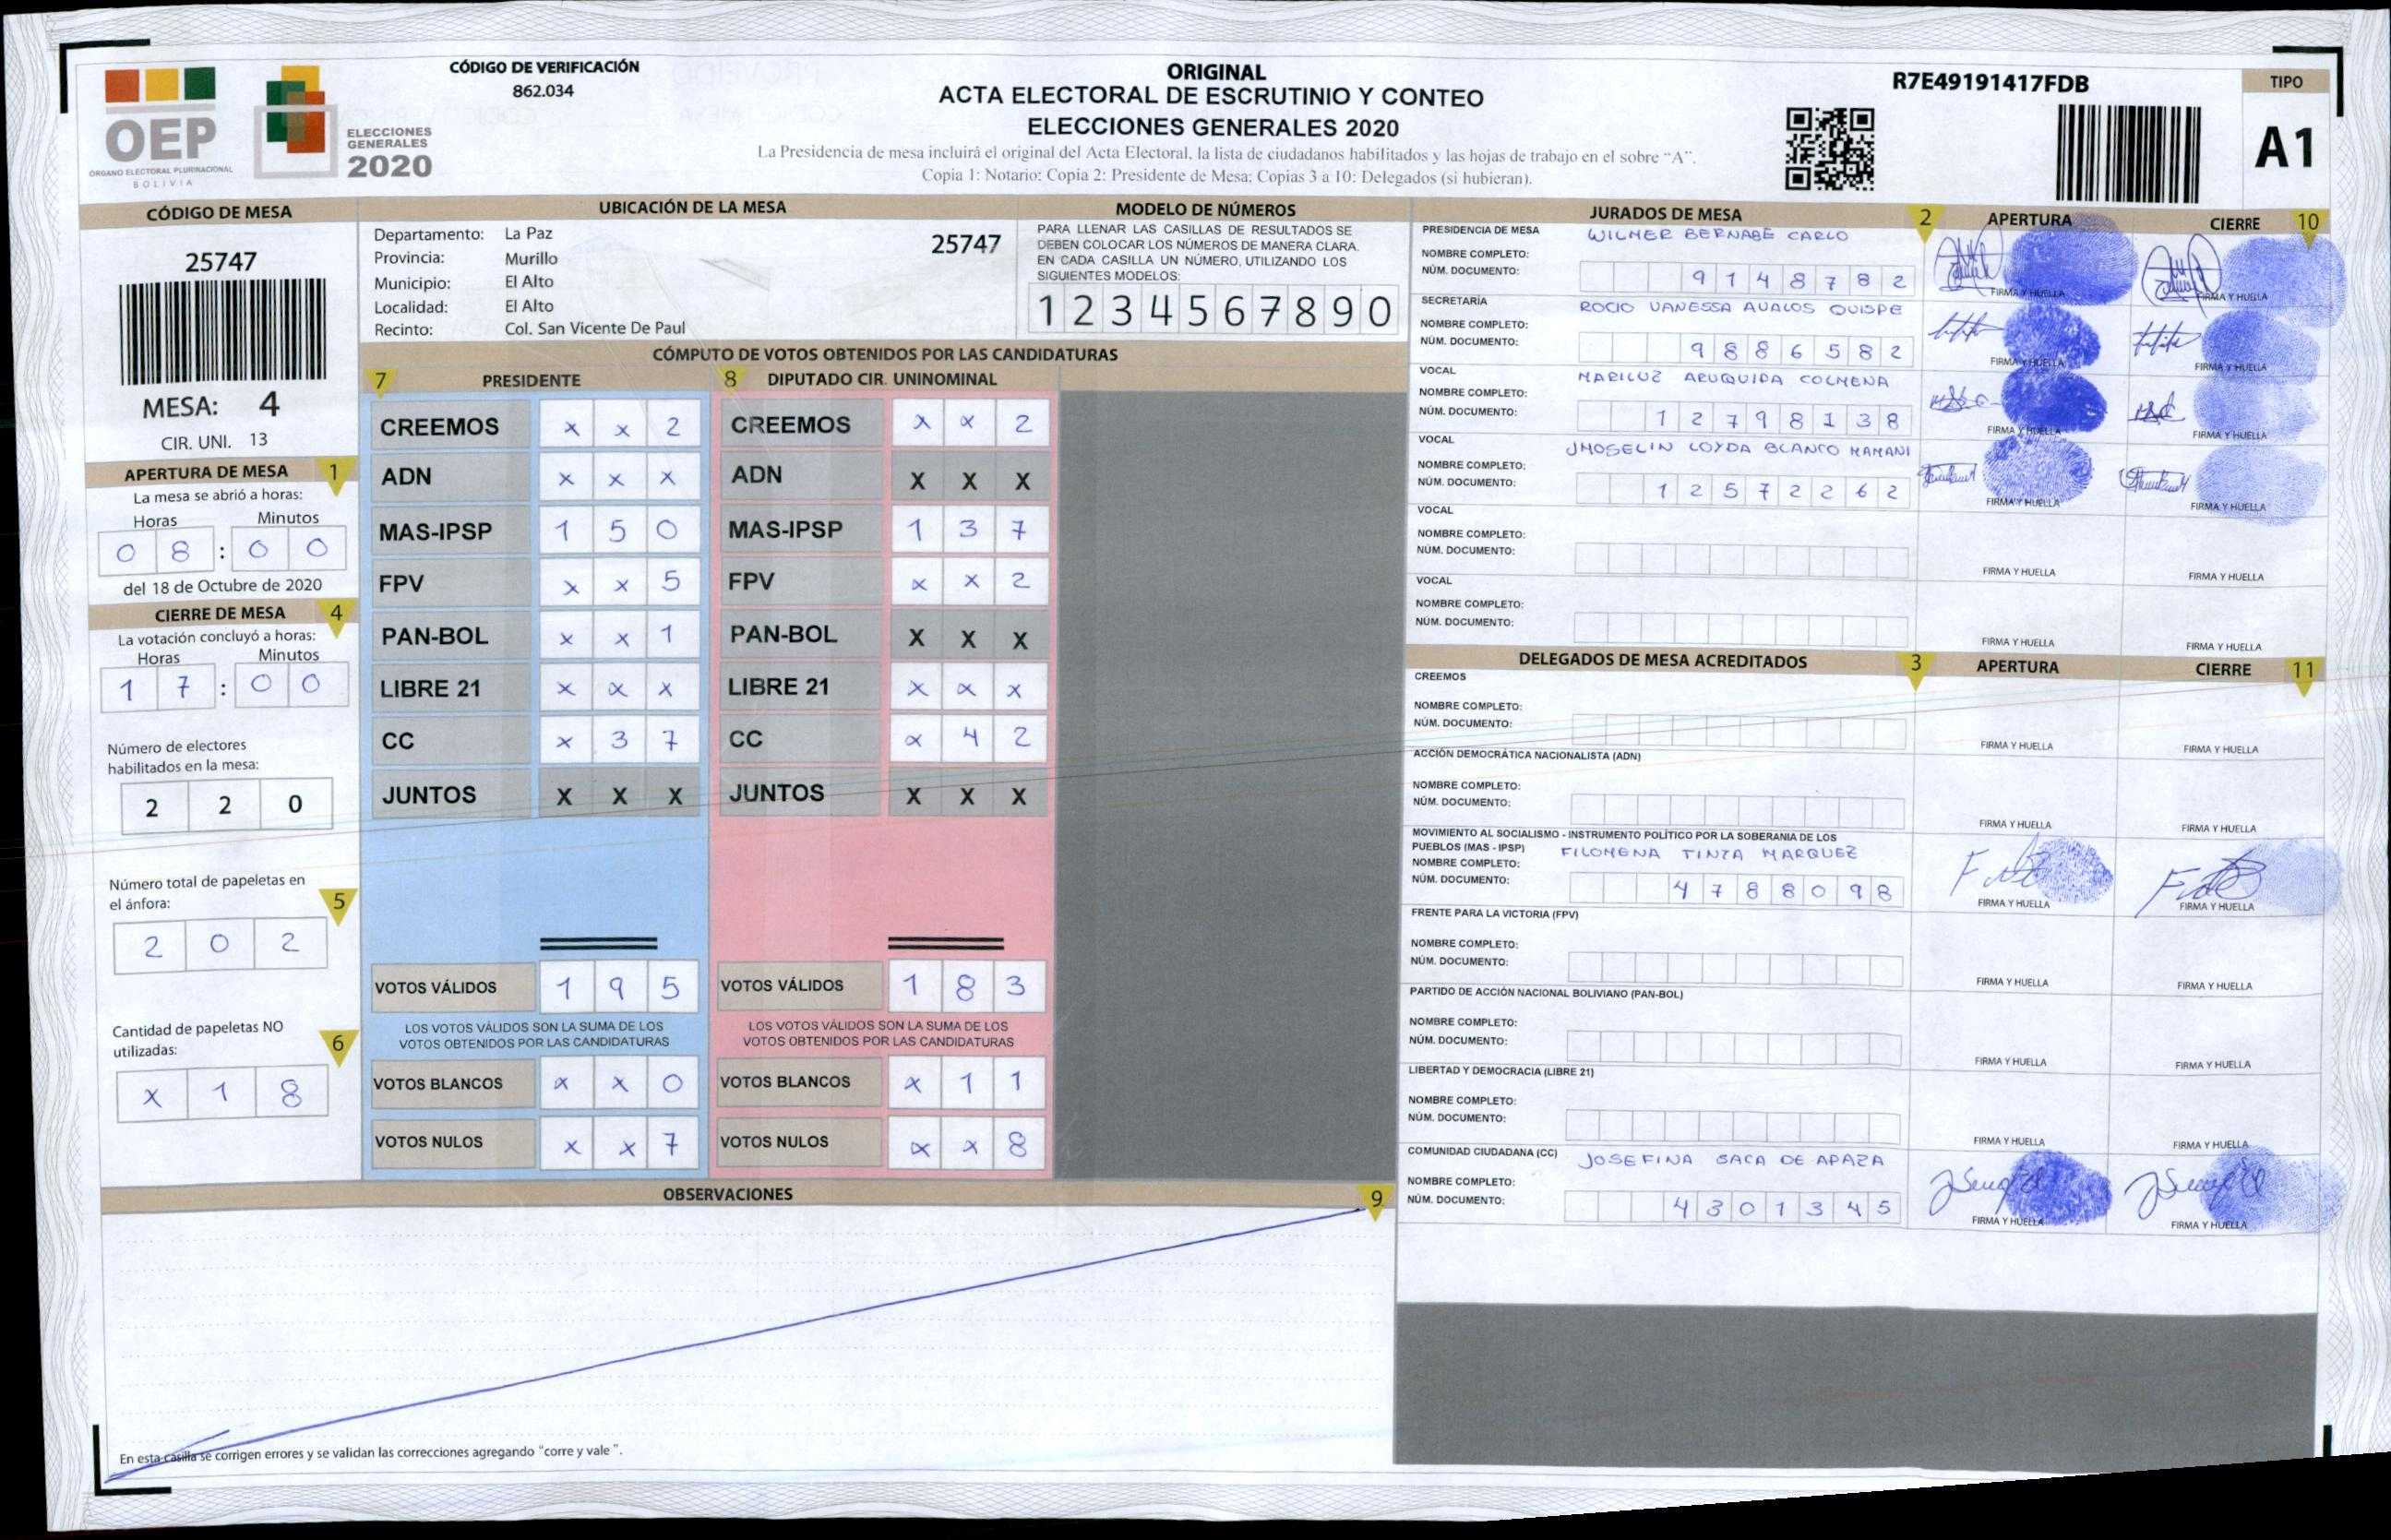 CÓDIGO DE VERIFICACIÓN
862.034
OEP
ÓRGANO ELECTORAL PLURINACIONAL
BOLIVIA
ELECCIONES
GENERALES
2020
ORIGINAL
ACTA ELECTORAL DE ESCRUTINIO Y CONTEO
ELECCIONES GENERALES 2020
La Presidencia de mesa incluirá el original del Acta Electoral, la lista de ciudadanos habilitados y las hojas de trabajo en el sobre "A".
Copia 1: Notario; Copia 2: Presidente de Mesa; Copias 3 a 10: Delegados (si hubieran).
R7E49191417FDB
TIPO
A1
CÓDIGO DE MESA
25747
MESA: 4
CIR. UNI. 13
UBICACIÓN DE LA MESA
Departamento: La Paz
Provincia: Murillo
Municipio: El Alto
Localidad: El Alto
Recinto: Col. San Vicente De Paul
25747
MODELO DE NÚMEROS
PARA LLENAR LAS CASILLAS DE RESULTADOS SE
DEBEN COLOCAR LOS NÚMEROS DE MANERA CLARA.
EN CADA CASILLA UN NÚMERO, UTILIZANDO LOS
SIGUIENTES MODELOS:
1 2 3 4 5 6 7 8 9 0
APERTURA DE MESA 1
La mesa se abrió a horas:
Horas Minutos
0 8 : 0 0
del 18 de Octubre de 2020
CIERRE DE MESA 4
La votación concluyó a horas:
Horas Minutos
1 7 : 0 0
Número de electores
habilitados en la mesa:
2 2 0
Número total de papeletas en
el ánfora: 5
2 0 2
Cantidad de papeletas NO
utilizadas: 6
x 1 8
CÓMPUTO DE VOTOS OBTENIDOS POR LAS CANDIDATURAS
7 PRESIDENTE
CREEMOS x x 2
ADN x x x
MAS-IPSP 1 5 0
FPV x x 5
PAN-BOL x x 1
LIBRE 21 x x x
CC x 3 7
JUNTOS X X X
VOTOS VÁLIDOS 1 9 5
LOS VOTOS VÁLIDOS SON LA SUMA DE LOS
VOTOS OBTENIDOS POR LAS CANDIDATURAS
VOTOS BLANCOS x x 0
VOTOS NULOS x x 7
8 DIPUTADO CIR. UNINOMINAL
CREEMOS x x 2
ADN X X X
MAS-IPSP 1 3 7
FPV x x 2
PAN-BOL X X X
LIBRE 21 x x x
CC x 4 2
JUNTOS X X X
VOTOS VÁLIDOS 1 8 3
LOS VOTOS VÁLIDOS SON LA SUMA DE LOS
VOTOS OBTENIDOS POR LAS CANDIDATURAS
VOTOS BLANCOS x 1 1
VOTOS NULOS x x 8
OBSERVACIONES 9
En esta casilla se corrigen errores y se validan las correcciones agregando "corre y vale".
JURADOS DE MESA 2 APERTURA CIERRE 10
PRESIDENCIA DE MESA
NOMBRE COMPLETO: WILMER BERNABE CARLO
NÚM. DOCUMENTO: 9 1 4 8 7 8 2
FIRMA Y HUELLA FIRMA Y HUELLA
SECRETARÍA
NOMBRE COMPLETO: ROCIO VANESSA AVALOS QUISPE
NÚM. DOCUMENTO: 9 8 8 6 5 8 2
FIRMA Y HUELLA FIRMA Y HUELLA
VOCAL
NOMBRE COMPLETO: MARILUZ ARUQUIDA COLMENA
NÚM. DOCUMENTO: 1 2 7 9 8 1 3 8
FIRMA Y HUELLA FIRMA Y HUELLA
VOCAL
NOMBRE COMPLETO: JHOSELIN LOYDA BLANCO MAMANI
NÚM. DOCUMENTO: 1 2 5 7 2 2 6 2
FIRMA Y HUELLA FIRMA Y HUELLA
VOCAL
NOMBRE COMPLETO:
NÚM. DOCUMENTO:
FIRMA Y HUELLA FIRMA Y HUELLA
VOCAL
NOMBRE COMPLETO:
NÚM. DOCUMENTO:
FIRMA Y HUELLA FIRMA Y HUELLA
DELEGADOS DE MESA ACREDITADOS 3 APERTURA CIERRE 11
CREEMOS
NOMBRE COMPLETO:
NÚM. DOCUMENTO:
FIRMA Y HUELLA FIRMA Y HUELLA
ACCIÓN DEMOCRÁTICA NACIONALISTA (ADN)
NOMBRE COMPLETO:
NÚM. DOCUMENTO:
FIRMA Y HUELLA FIRMA Y HUELLA
MOVIMIENTO AL SOCIALISMO - INSTRUMENTO POLÍTICO POR LA SOBERANIA DE LOS
PUEBLOS (MAS - IPSP)
NOMBRE COMPLETO: FILOMENA TINTA MARQUEZ
NÚM. DOCUMENTO: 4 7 8 8 0 9 8
FIRMA Y HUELLA FIRMA Y HUELLA
FRENTE PARA LA VICTORIA (FPV)
NOMBRE COMPLETO:
NÚM. DOCUMENTO:
FIRMA Y HUELLA FIRMA Y HUELLA
PARTIDO DE ACCIÓN NACIONAL BOLIVIANO (PAN-BOL)
NOMBRE COMPLETO:
NÚM. DOCUMENTO:
FIRMA Y HUELLA FIRMA Y HUELLA
LIBERTAD Y DEMOCRACIA (LIBRE 21)
NOMBRE COMPLETO:
NÚM. DOCUMENTO:
FIRMA Y HUELLA FIRMA Y HUELLA
COMUNIDAD CIUDADANA (CC)
NOMBRE COMPLETO: JOSEFINA SACA DE APAZA
NÚM. DOCUMENTO: 4 3 0 1 3 4 5
FIRMA Y HUELLA FIRMA Y HUELLA